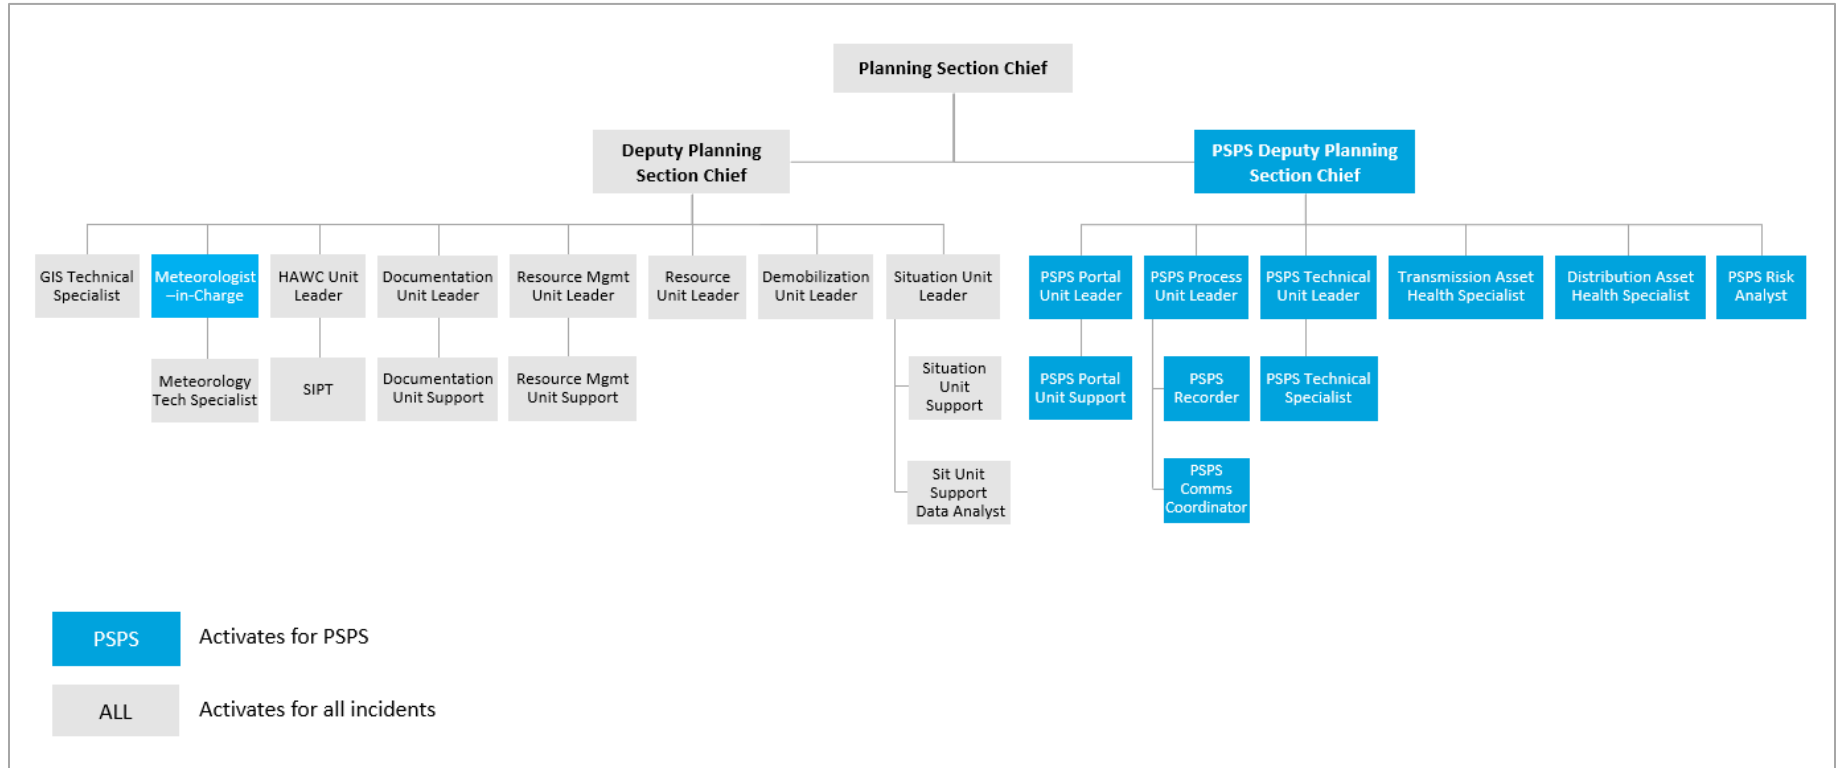 Planning Section Chief
Deputy Planning
Section Chief
PSPS Deputy Planning
Section Chief
GIS Technical
Specialist
Meteorologist
–in-Charge
HAWC Unit
Leader
Documentation
Unit Leader
Resource Mgmt
Unit Leader
Resource
Unit Leader
Demobilization
Unit Leader
Situation Unit
Leader
PSPS Portal
Unit Leader
PSPS Process
Unit Leader
PSPS Technical
Unit Leader
Transmission Asset
Health Specialist
Distribution Asset
Health Specialist
PSPS Risk
Analyst
Meteorology
Tech Specialist
SIPT
Documentation
Unit Support
Resource Mgmt
Unit Support
Situation
Unit
Support
PSPS Portal
Unit Support
PSPS
Recorder
PSPS Technical
Specialist
Sit Unit
Support
Data Analyst
PSPS
Comms
Coordinator
PSPS
Activates for PSPS
ALL
Activates for all incidents